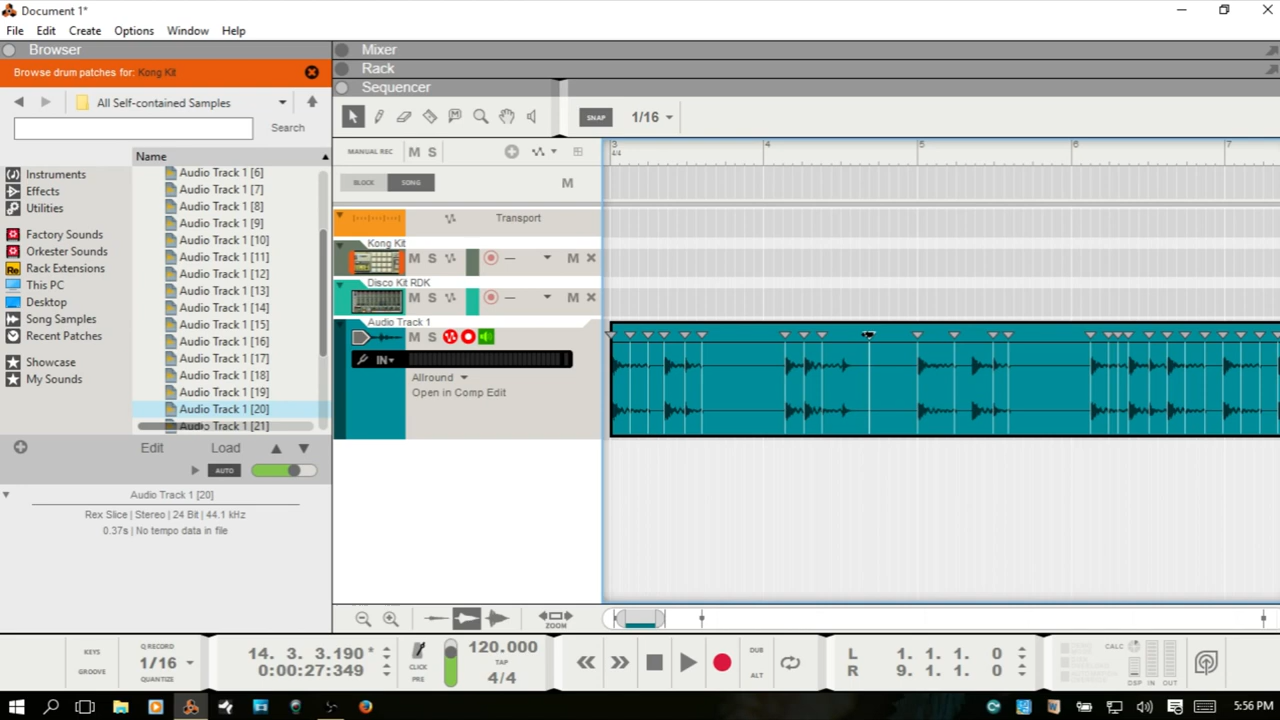 Document 1*
File Edit Create Options Window Help
Browser
Browse drum patches for: Kong Kit
All Self-contained Samples
Search
Name
Instruments
Effects
Utilities
Factory Sounds
Orkester Sounds
Rack Extensions
This PC
Desktop
Song Samples
Recent Patches
Showcase
My Sounds
Audio Track 1 [6]
Audio Track 1 [7]
Audio Track 1 [8]
Audio Track 1 [9]
Audio Track 1 [10]
Audio Track 1 [11]
Audio Track 1 [12]
Audio Track 1 [13]
Audio Track 1 [14]
Audio Track 1 [15]
Audio Track 1 [16]
Audio Track 1 [17]
Audio Track 1 [18]
Audio Track 1 [19]
Audio Track 1 [20]
Audio Track 1 [21]
Edit Load
AUTO
Audio Track 1 [20]
Rex Slice | Stereo | 24 Bit | 44.1 kHz
0.37s | No tempo data in file
Mixer
Rack
Sequencer
SNAP 1/16
MANUAL REC M S
BLOCK SONG M
3 4 5 6 7
4/4
Transport
Kong Kit
M S M
Disco Kit RDK
M S M
Audio Track 1
M S
IN
Allround
Open in Comp Edit
ZOOM
KEYS
GROOVE
Q RECORD
1/16
QUANTIZE
14. 3. 3.190 *
0:00:27:349
CLICK
PRE
120.000
TAP
4/4
DUB
ALT
L 1. 1. 1. 0
R 9. 1. 1. 0
CALC
DSP IN OUT
5:56 PM